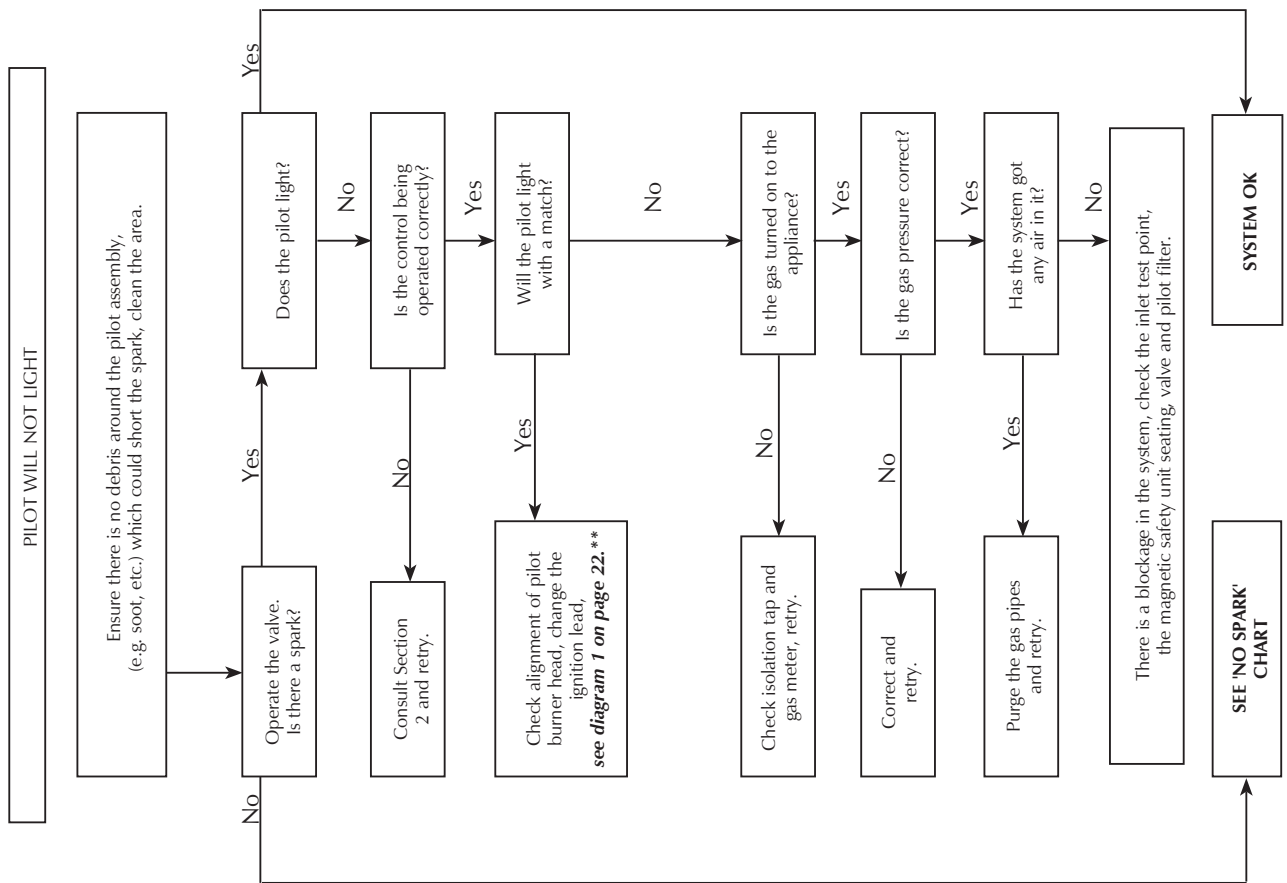 PILOT WILL NOT LIGHT
Ensure there is no debris around the pilot assembly,
(e.g. soot, etc.) which could short the spark, clean the area.
Operate the valve.
Is there a spark?
No
Yes
Does the pilot light?
Yes
No
Is the control being
operated correctly?
No
Consult Section
2 and retry.
Yes
Will the pilot light
with a match?
Yes
Check alignment of pilot
burner head, change the
ignition lead,
see diagram 1 on page 22.**
No
Is the gas turned on to the
appliance?
No
Check isolation tap and
gas meter, retry.
Yes
Is the gas pressure correct?
No
Correct and
retry.
Yes
Has the system got
any air in it?
Yes
Purge the gas pipes
and retry.
No
There is a blockage in the system, check the inlet test point,
the magnetic safety unit seating, valve and pilot filter.
SEE 'NO SPARK'
CHART
SYSTEM OK